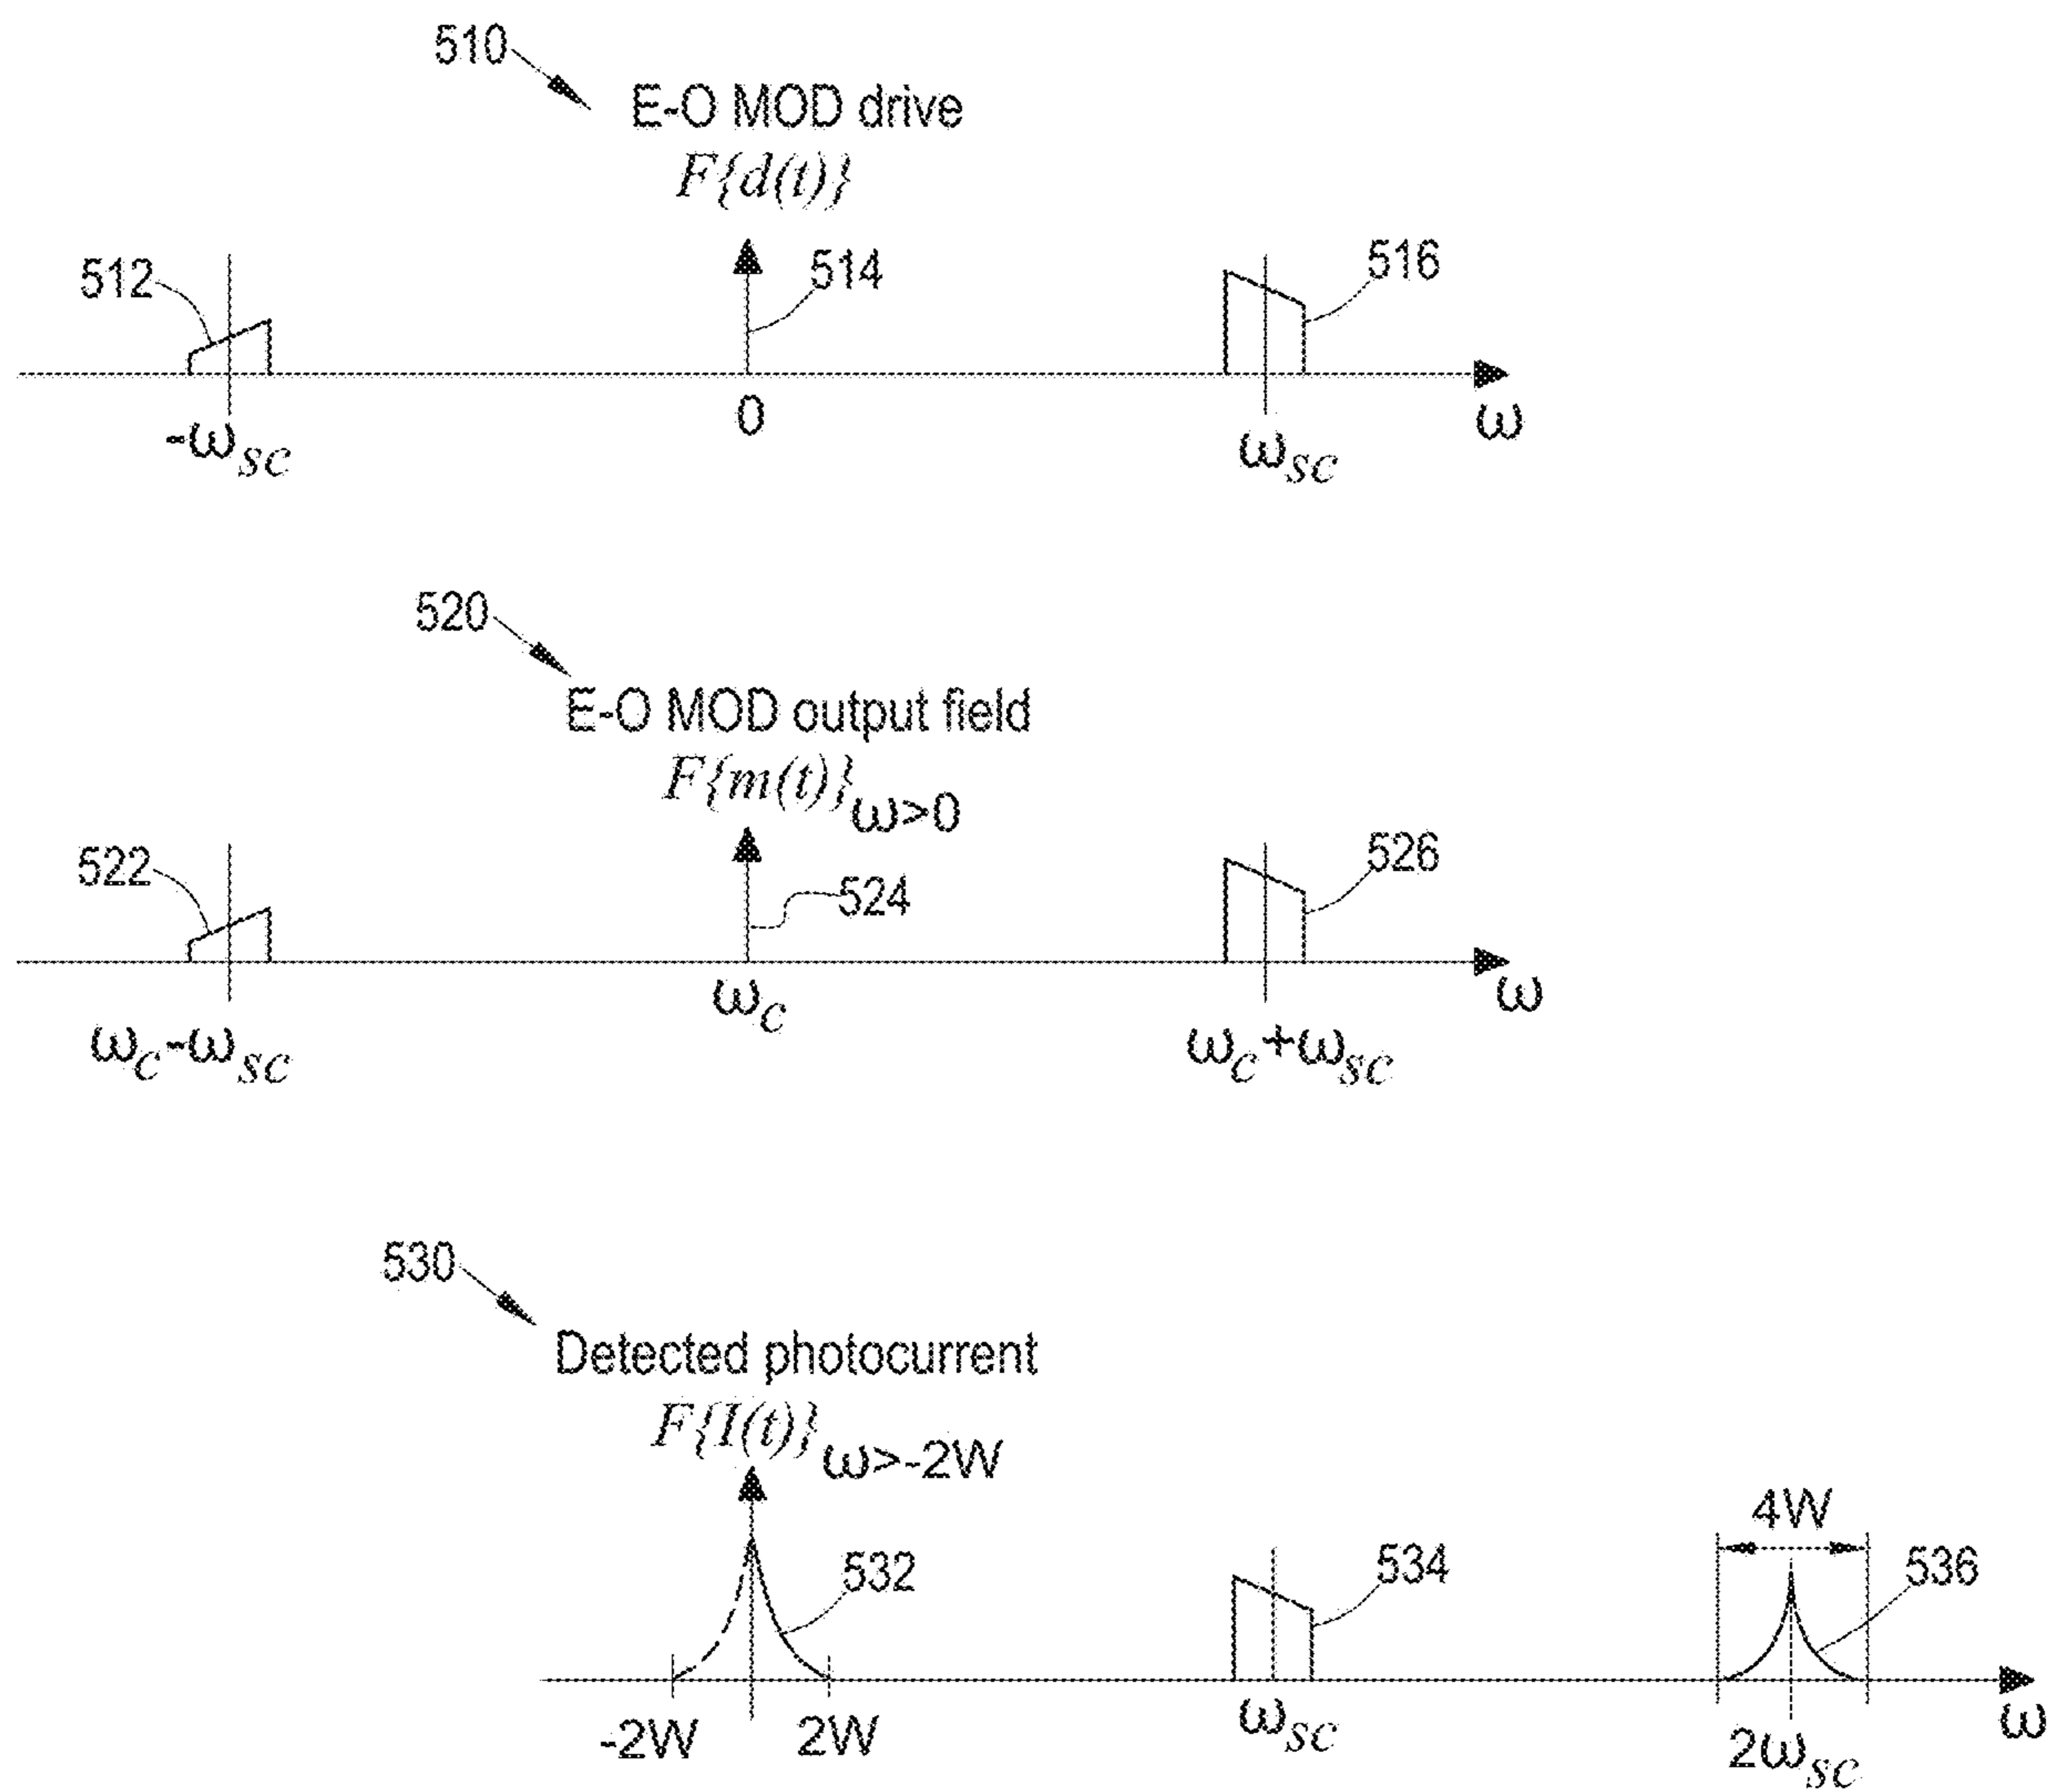 510
E-O MOD drive
F{d(t)}
512
514
516
-ω_sc
0
ω_sc
ω
520
E-O MOD output field
F{m(t)}_ω>0
522
524
526
ω_c-ω_sc
ω_c
ω_c+ω_sc
ω
530
Detected photocurrent
F{I(t)}_ω>-2W
532
534
4W
536
-2W
2W
ω_sc
2ω_sc
ω